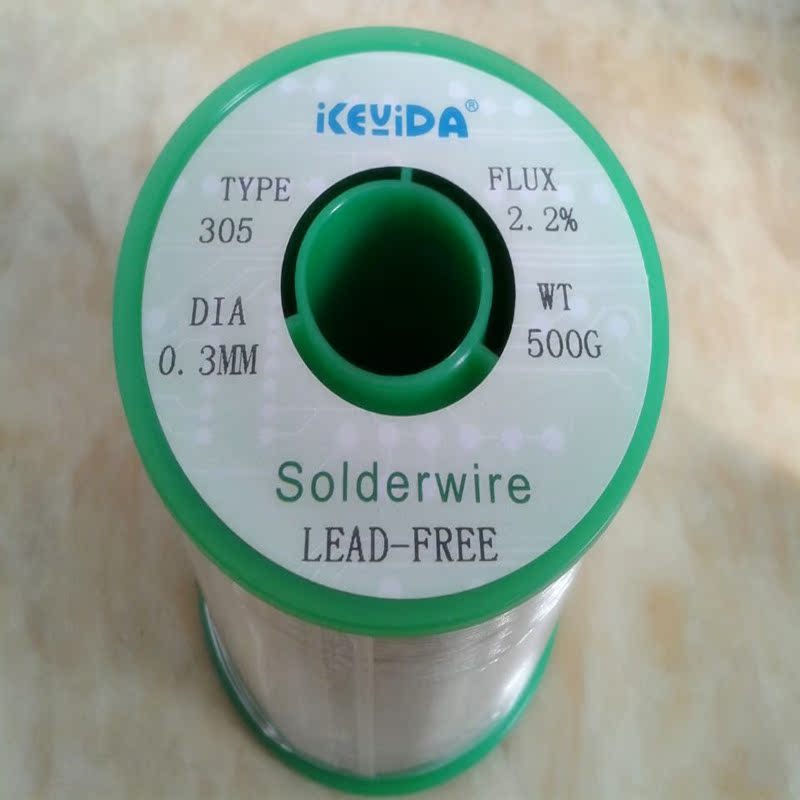 iKEViDA®
TYPE
305
FLUX
2.2%
DIA
0.3MM
WT
500G
Solderwire
LEAD-FREE